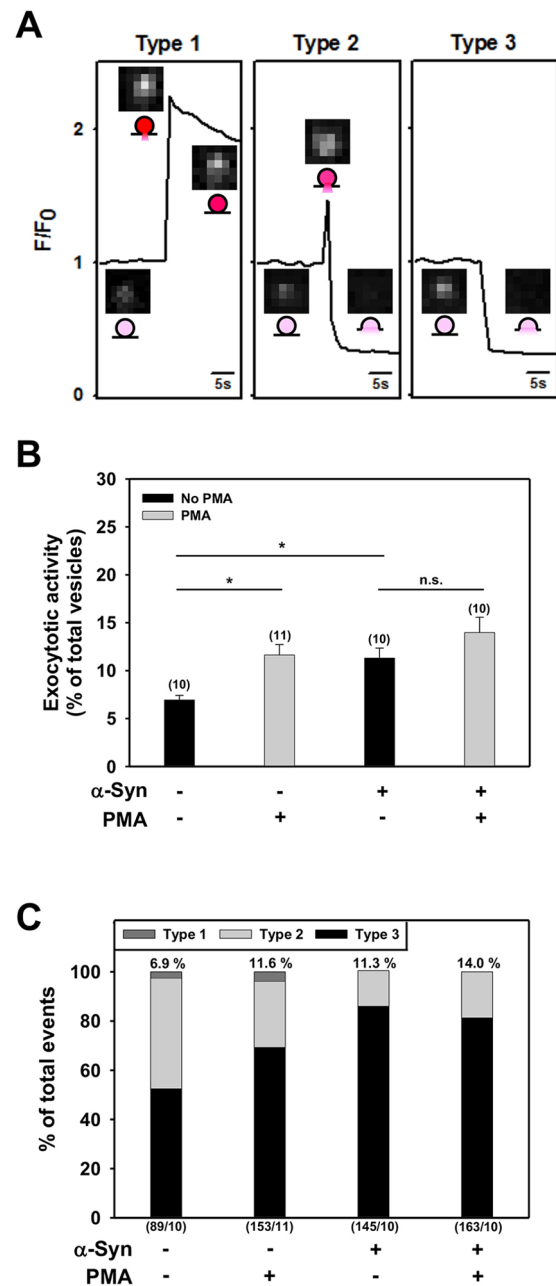 A
Type 1 Type 2 Type 3
F/F0
2
1
0
5s 5s 5s
B
Exocytotic activity
(% of total vesicles)
30
25
20
15
10
5
0
No PMA
PMA
*
*
n.s.
(10) (11) (10) (10)
α-Syn - - + +
PMA - + - +
C
% of total events
Type 1 Type 2 Type 3
6.9 % 11.6 % 11.3 % 14.0 %
100
80
60
40
20
0
(89/10) (153/11) (145/10) (163/10)
α-Syn - - + +
PMA - + - +